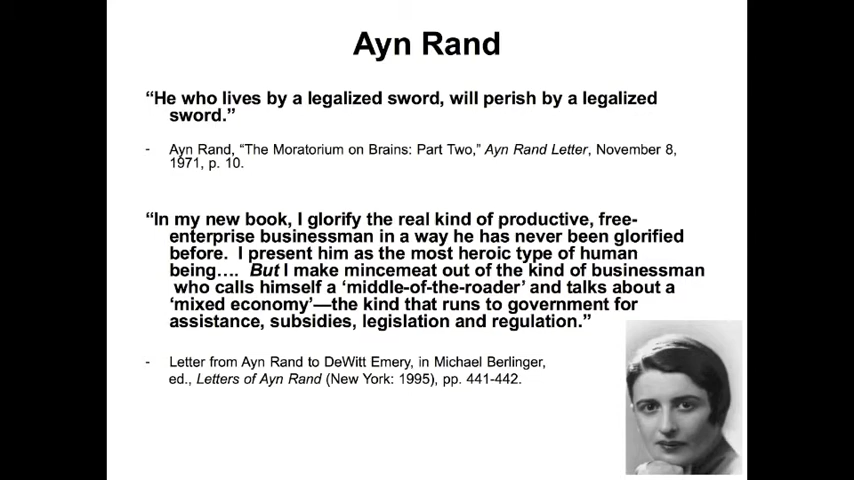 Ayn Rand
“He who lives by a legalized sword, will perish by a legalized
sword.”
- Ayn Rand, “The Moratorium on Brains: Part Two,” Ayn Rand Letter, November 8,
1971, p. 10.
“In my new book, I glorify the real kind of productive, free-
enterprise businessman in a way he has never been glorified
before.  I present him as the most heroic type of human
being…. But I make mincemeat out of the kind of businessman
who calls himself a ‘middle-of-the-roader’ and talks about a
‘mixed economy’—the kind that runs to government for
assistance, subsidies, legislation and regulation.”
- Letter from Ayn Rand to DeWitt Emery, in Michael Berlinger,
ed., Letters of Ayn Rand (New York: 1995), pp. 441-442.